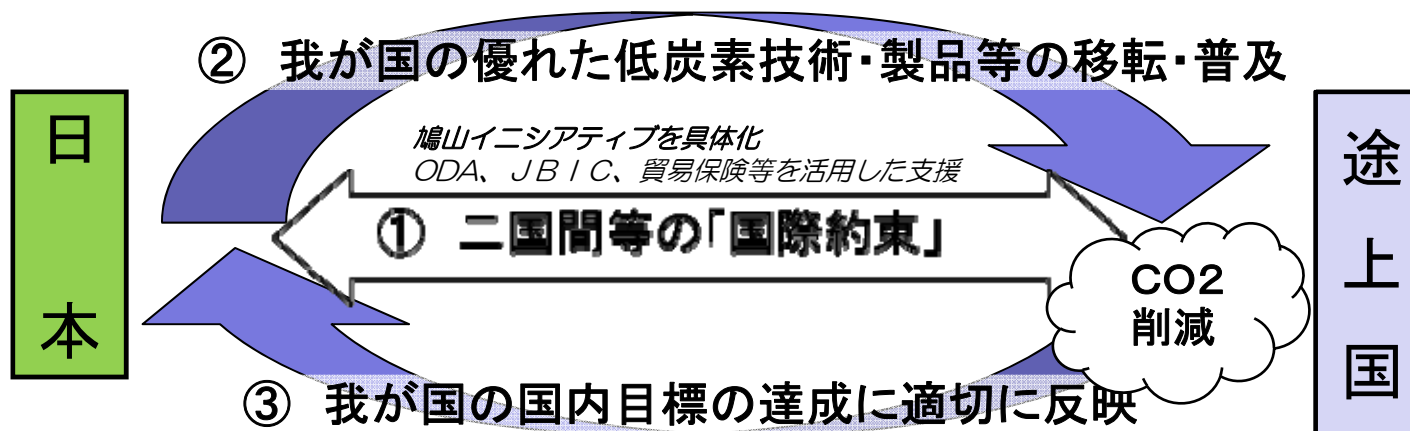 ② 我が国の優れた低炭素技術・製品等の移転・普及
日本
鳩山イニシアティブを具体化
ODA、JBIC、貿易保険等を活用した支援
① 二国間等の「国際約束」
途上国
CO2
削減
③ 我が国の国内目標の達成に適切に反映